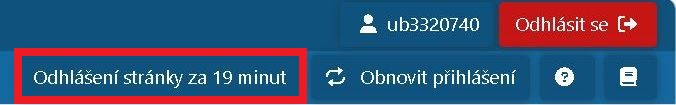 ub3320740 Odhlásit se
Odhlášení stránky za 19 minut Obnovit přihlášení ?